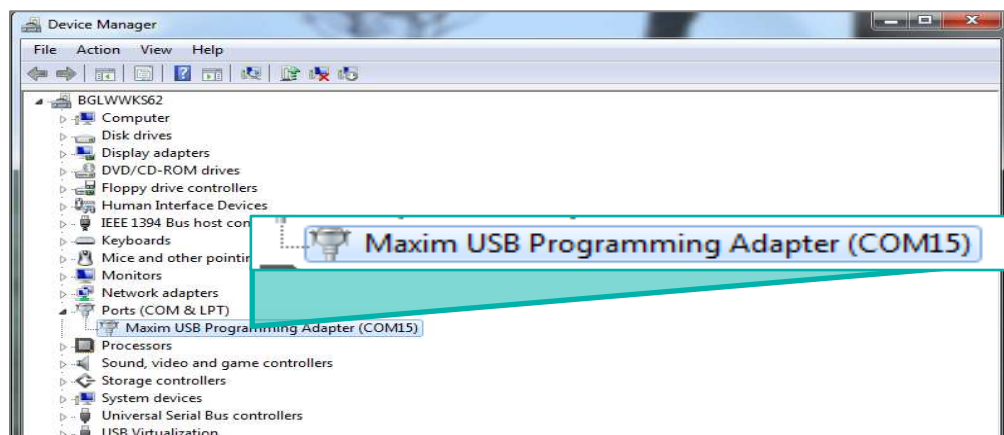 Device Manager
File Action View Help
BGLWWKS62
Computer
Disk drives
Display adapters
DVD/CD-ROM drives
Floppy drive controllers
Human Interface Devices
IEEE 1394 Bus host
Keyboards
Maxim USB Programming Adapter (COM15)
Mice and other
Monitors
Network adapters
Ports (COM & LPT)
Maxim USB Programming Adapter (COM15)
Processors
Sound, video and game controllers
Storage controllers
System devices
Universal Serial Bus controllers
USB Virtualization